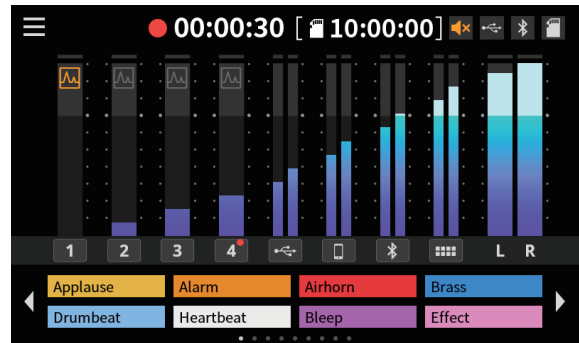 00:00:30 [ 10:00:00]
1 2 3 4 L R
Applause Alarm Airhorn Brass
Drumbeat Heartbeat Bleep Effect